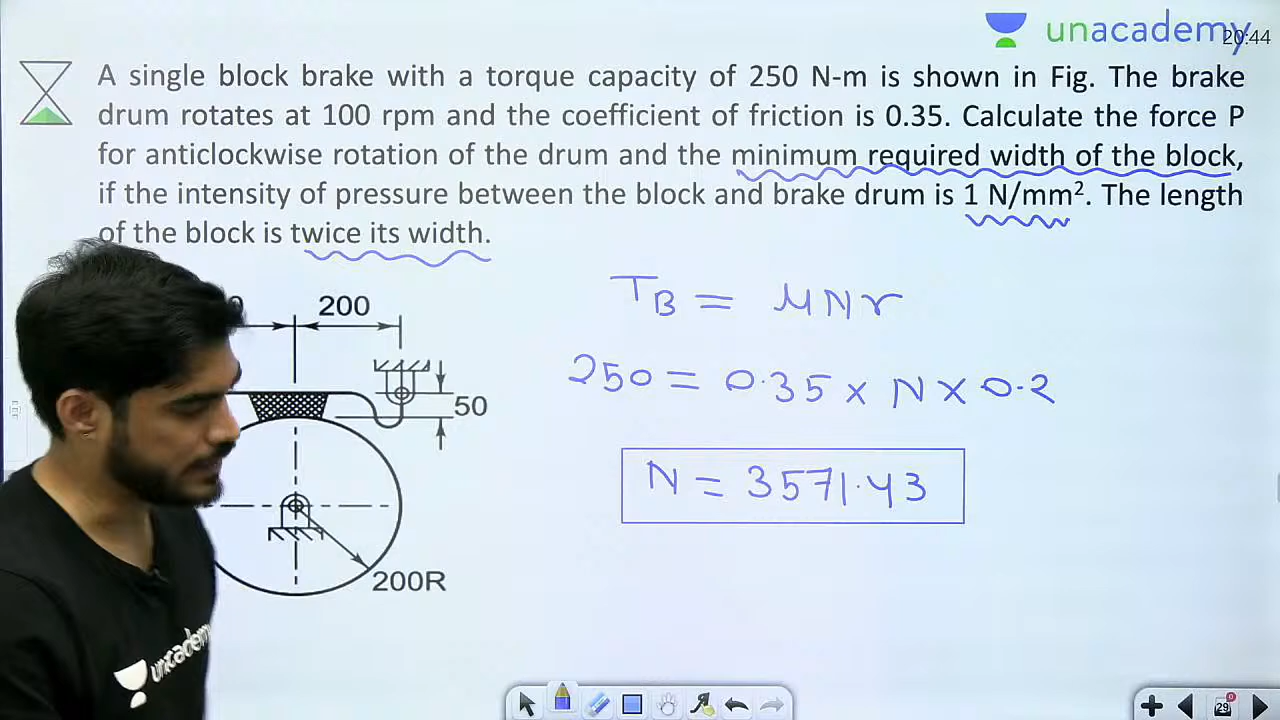 unacademy
20:44
A single block brake with a torque capacity of 250 N-m is shown in Fig. The brake
drum rotates at 100 rpm and the coefficient of friction is 0.35. Calculate the force P
for anticlockwise rotation of the drum and the minimum required width of the block,
if the intensity of pressure between the block and brake drum is 1 N/mm². The length
of the block is twice its width.
200
50
200R
T_B = μNr
250 = 0.35 × N × 0.2
N = 3571.43
unacademy
29